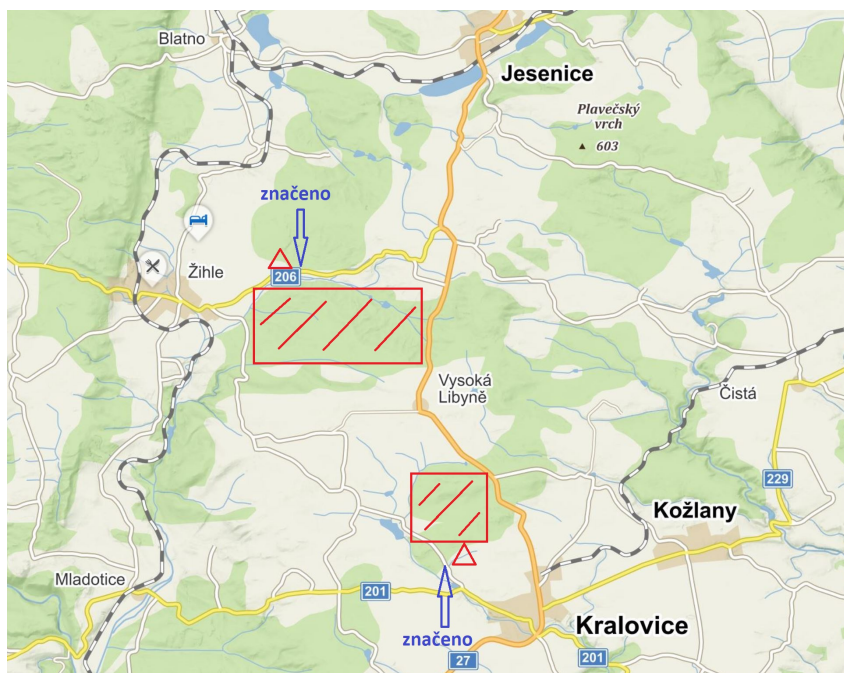 Blatno
Jesenice
Plavečský
vrch
603
značeno
Žihle
206
Vysoká
Libyně
Čistá
229
Kožlany
Mladotice
201
značeno
Kralovice
27
201